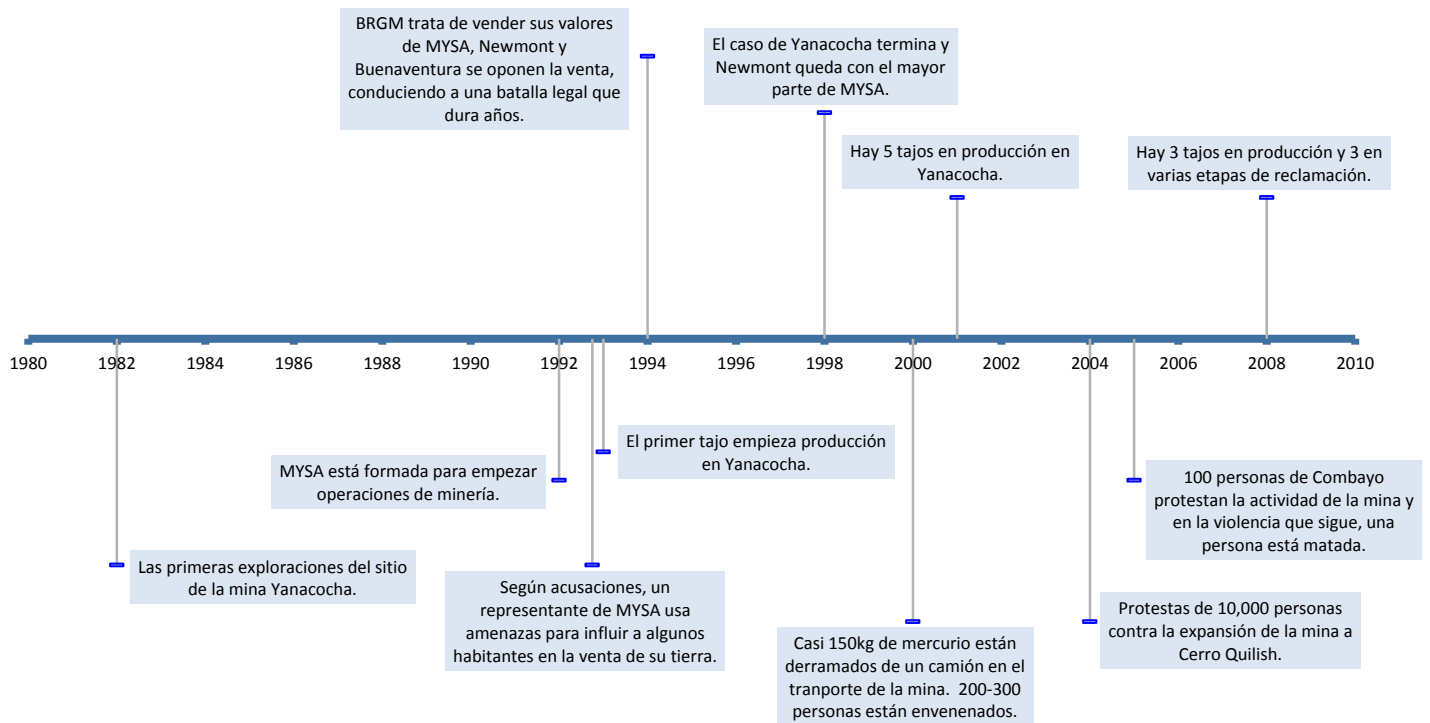 BRGM trata de vender sus valores
de MYSA, Newmont y
Buenaventura se oponen la venta,
conduciendo a una batalla legal que
dura años.
El caso de Yanacocha termina y
Newmont queda con el mayor
parte de MYSA.
Hay 5 tajos en producción en
Yanacocha.
Hay 3 tajos en producción y 3 en
varias etapas de reclamación.
1980 1982 1984 1986 1988 1990 1992 1994 1996 1998 2000 2002 2004 2006 2008 2010
Las primeras exploraciones del sitio
de la mina Yanacocha.
MYSA está formada para empezar
operaciones de minería.
Según acusaciones, un
representante de MYSA usa
amenazas para influir a algunos
habitantes en la venta de su tierra.
El primer tajo empieza producción
en Yanacocha.
Casi 150kg de mercurio están
derramados de un camión en el
tranporte de la mina.  200-300
personas están envenenados.
Protestas de 10,000 personas
contra la expansión de la mina a
Cerro Quilish.
100 personas de Combayo
protestan la actividad de la mina y
en la violencia que sigue, una
persona está matada.